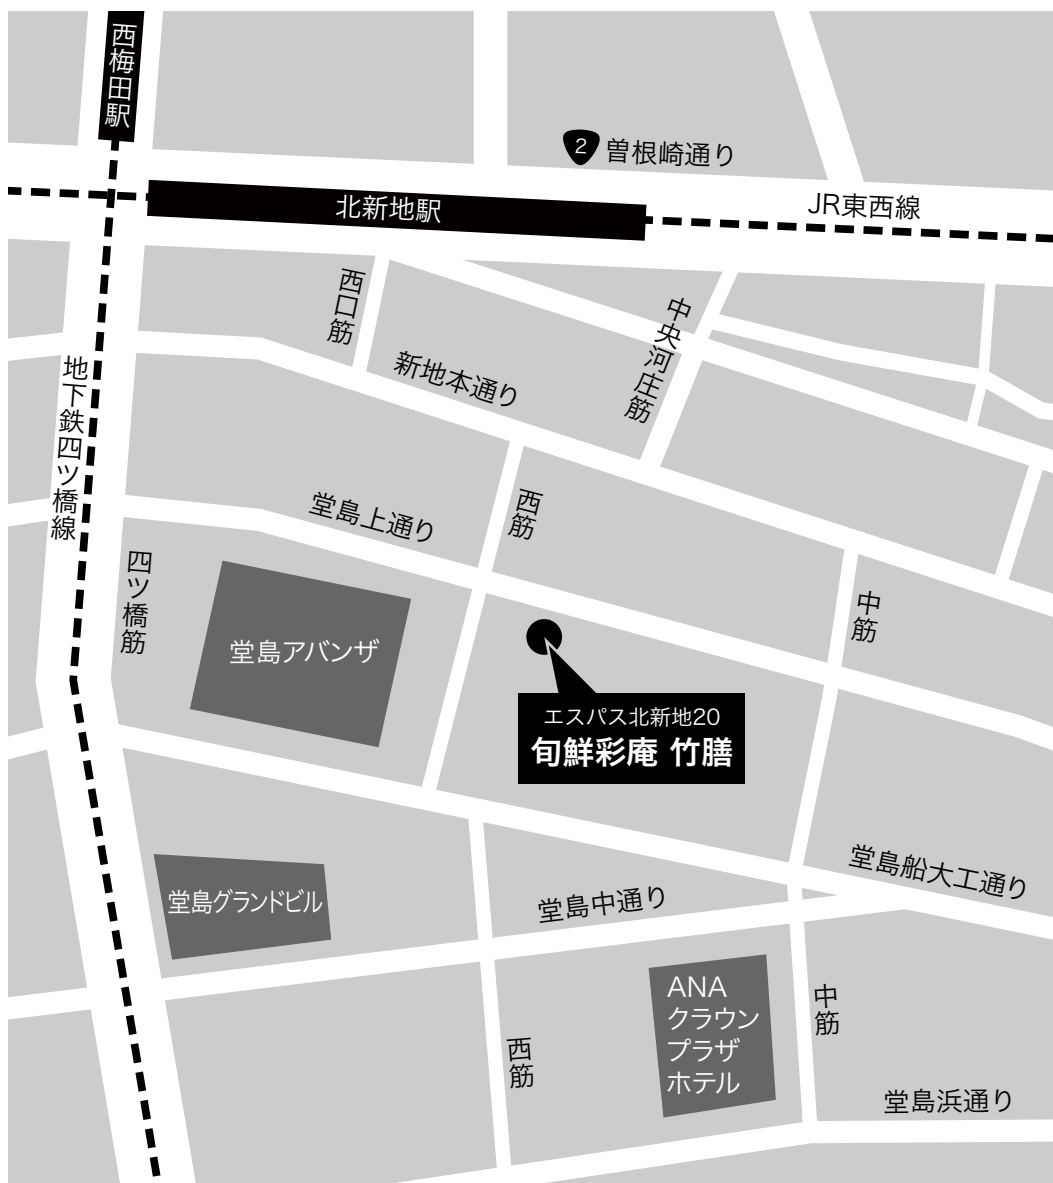 西梅田駅
2
曽根崎通り
北新地駅
JR東西線
西口筋
中央河庄筋
新地本通り
地下鉄四ツ橋線
西筋
堂島上通り
四ツ橋筋
中筋
堂島アバンザ
エスパス北新地20
旬鮮彩庵 竹膳
堂島船大工通り
堂島グランドビル
堂島中通り
ANA
クラウン
プラザ
ホテル
中筋
西筋
堂島浜通り